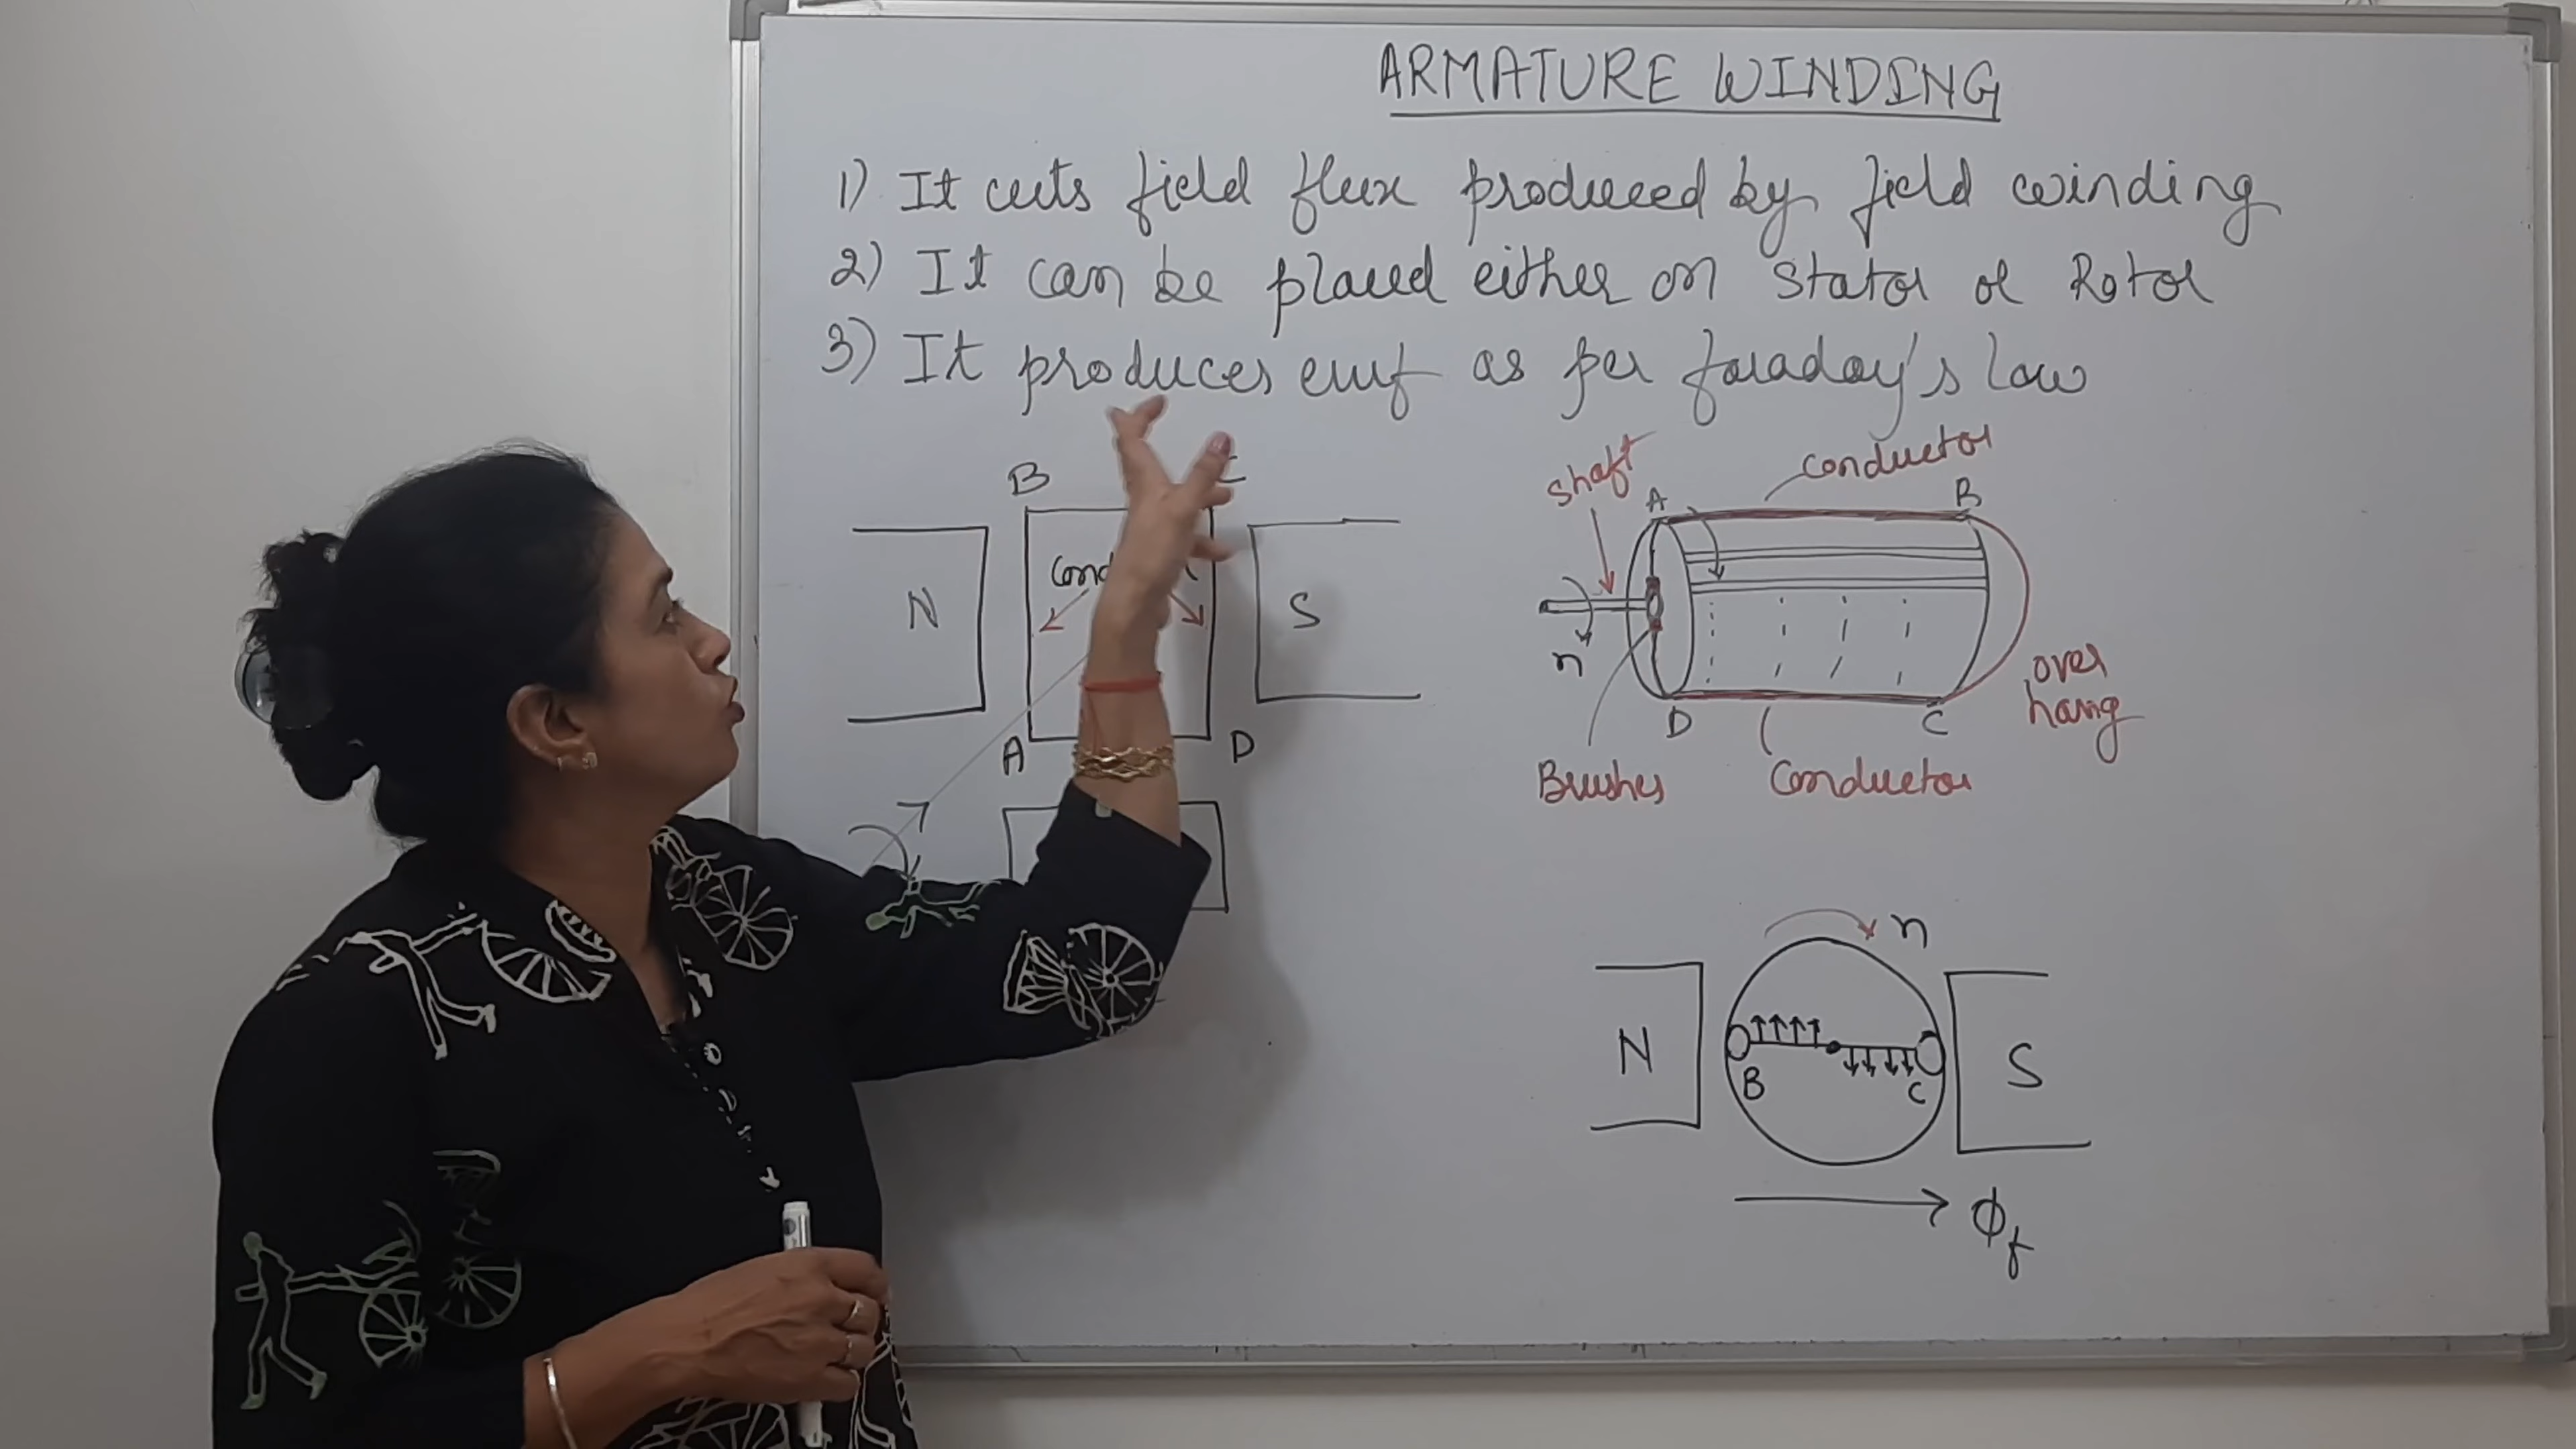 ARMATURE WINDING
1) It cuts field flux produced by field winding
2) It can be placed either on Stator or Rotor
3) It produces emf as per faraday's Law
B C
N S
A D
shaft
conductor
A B
n
over
hang
D C
Brushes
Conductor
n
N S
B C
ϕf